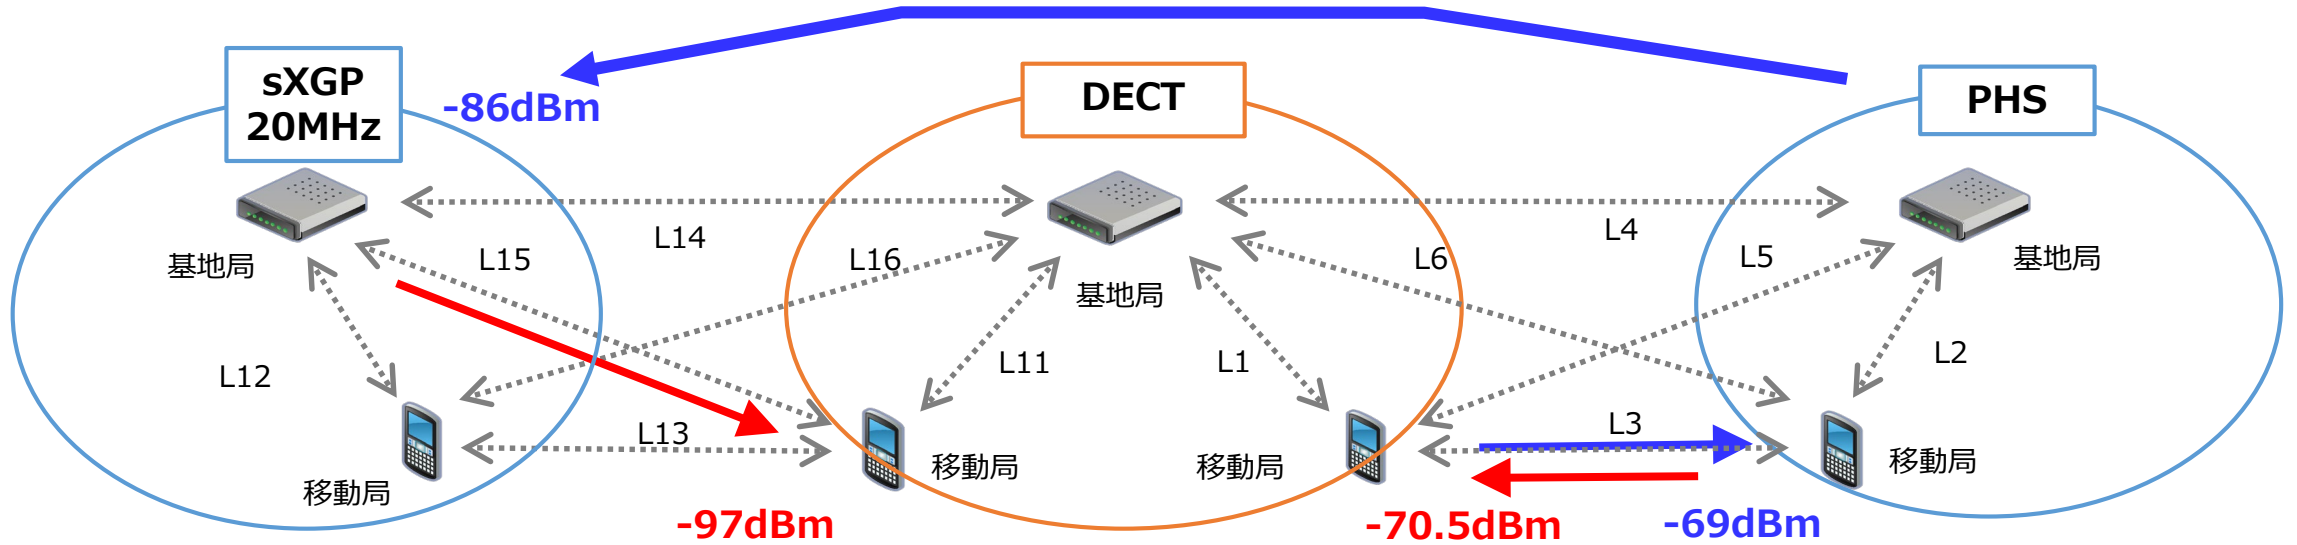 sXGP
20MHz
-86dBm
DECT
PHS
L14
L15
L16
L6
L4
L5
基地局
基地局
基地局
L12
L11
L1
L2
L13
L3
移動局
移動局
移動局
移動局
-97dBm
-70.5dBm
-69dBm